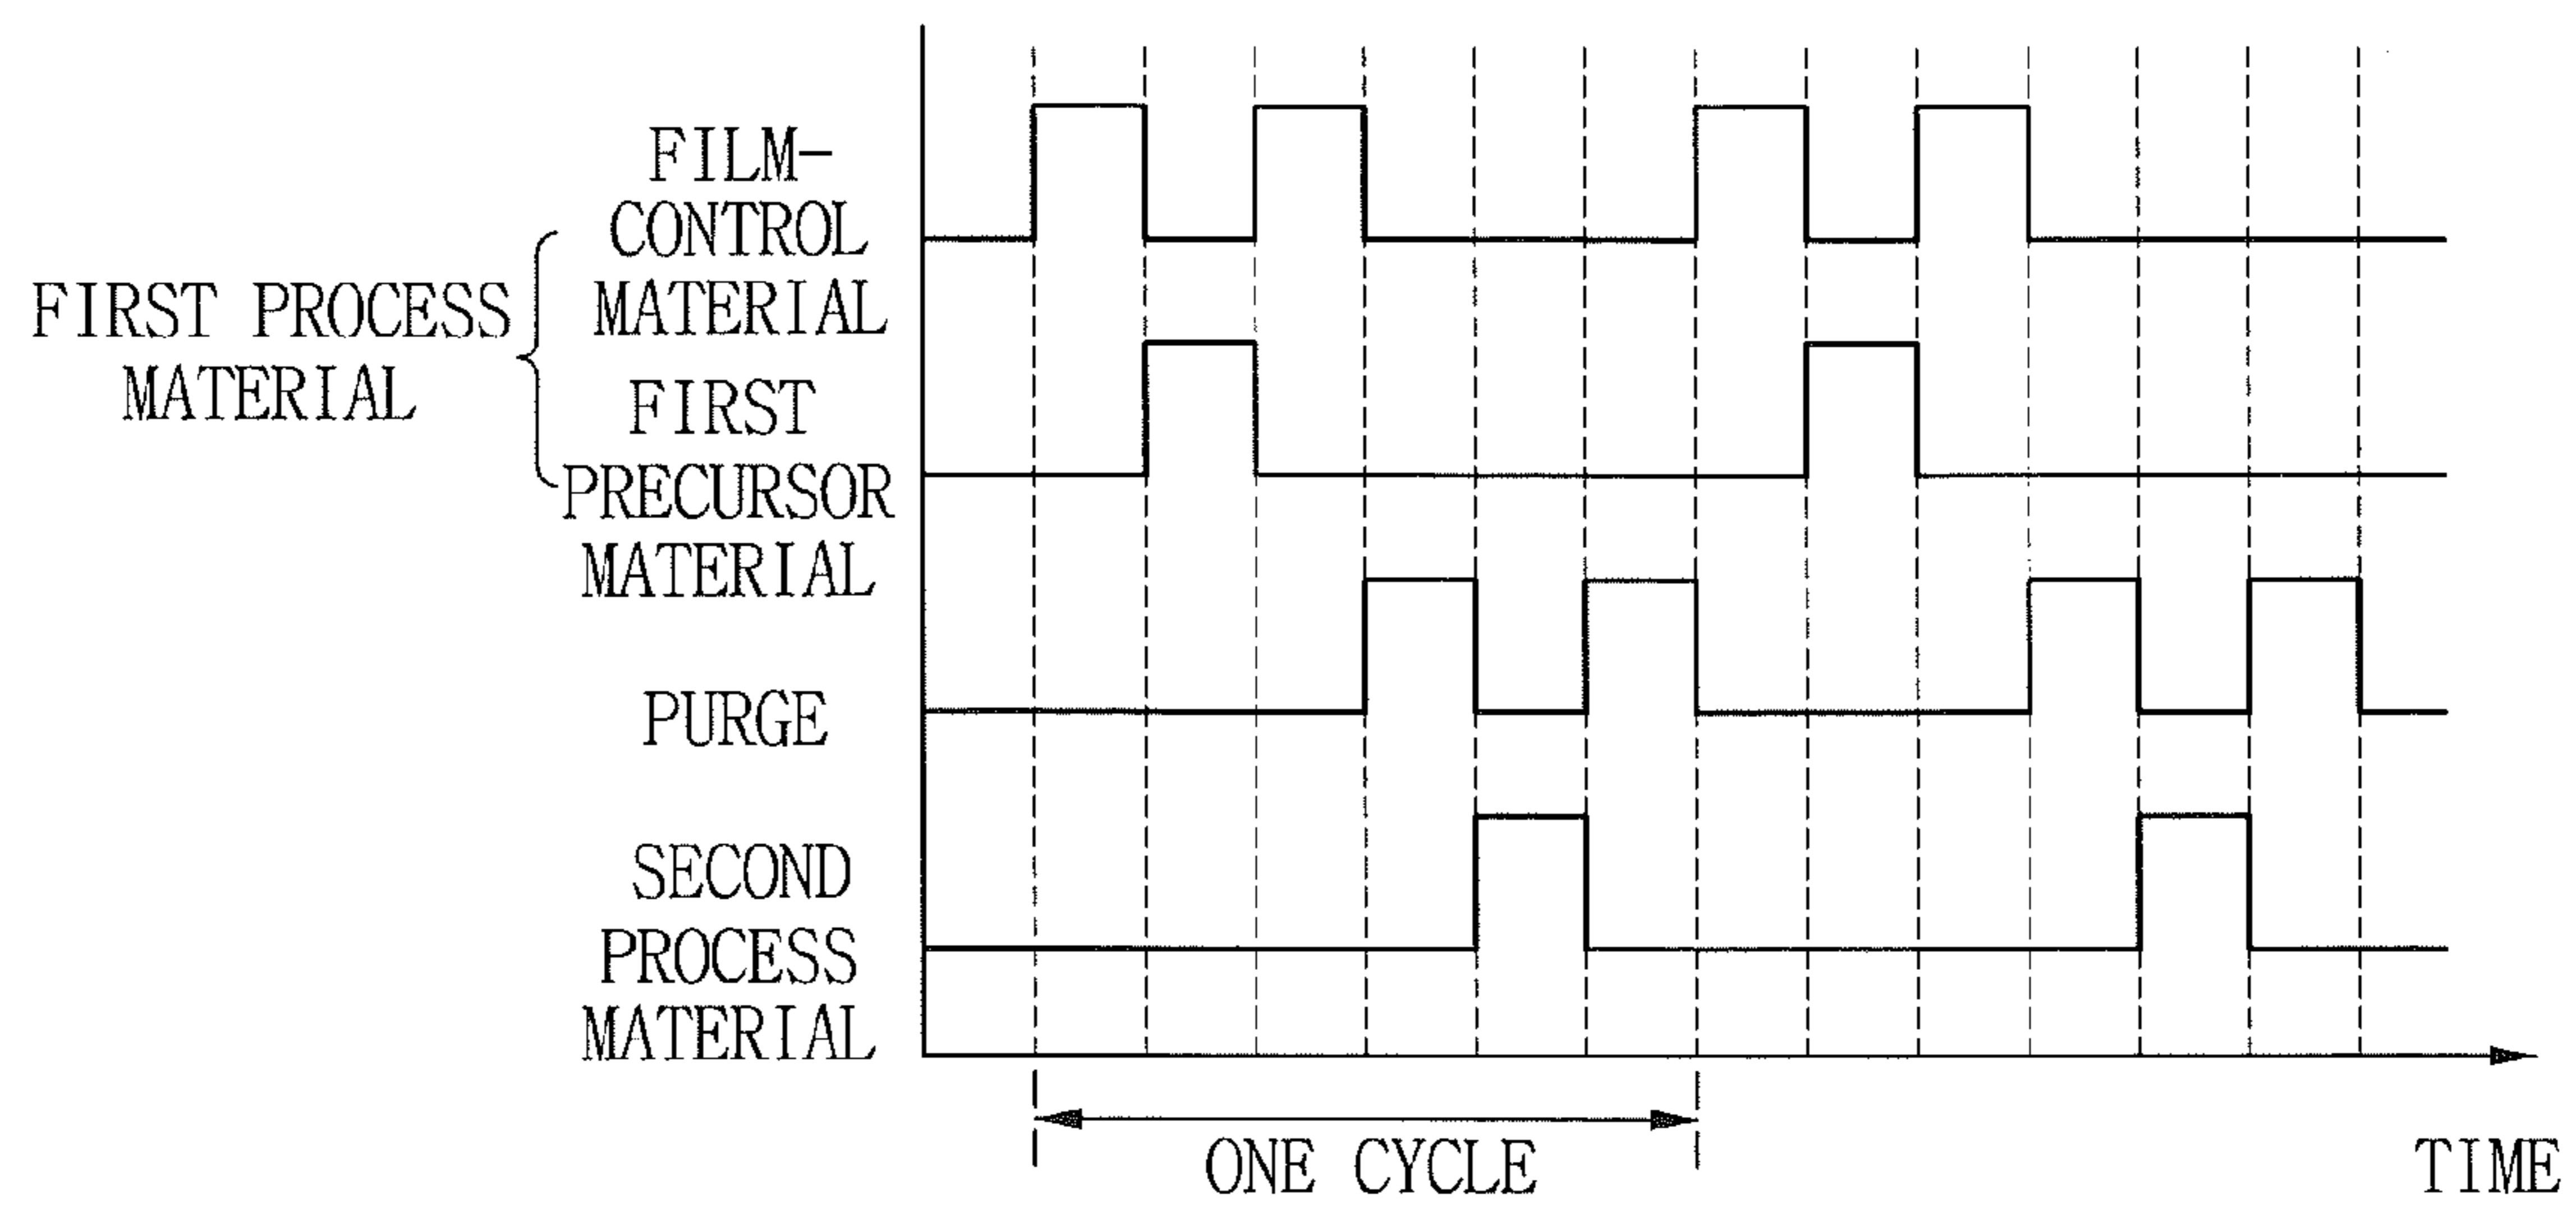 FIRST PROCESS
MATERIAL
FILM-
CONTROL
MATERIAL
FIRST
PRECURSOR
MATERIAL
PURGE
SECOND
PROCESS
MATERIAL
ONE CYCLE
TIME